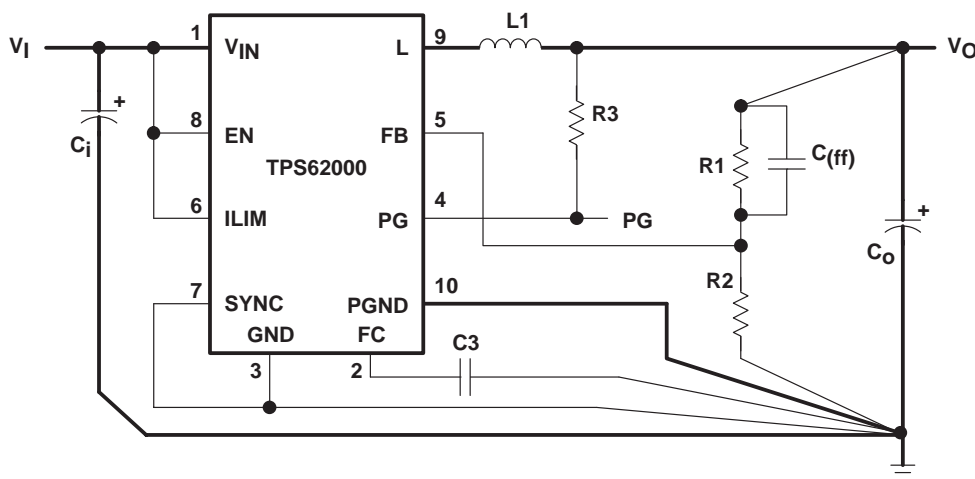 L1
1
9
VI
VIN
L
VO
+
Ci
R3
8
EN
5
FB
R1
C(ff)
TPS62000
6
ILIM
4
PG
PG
+
Co
R2
7
SYNC
10
PGND
GND
FC
C3
3
2